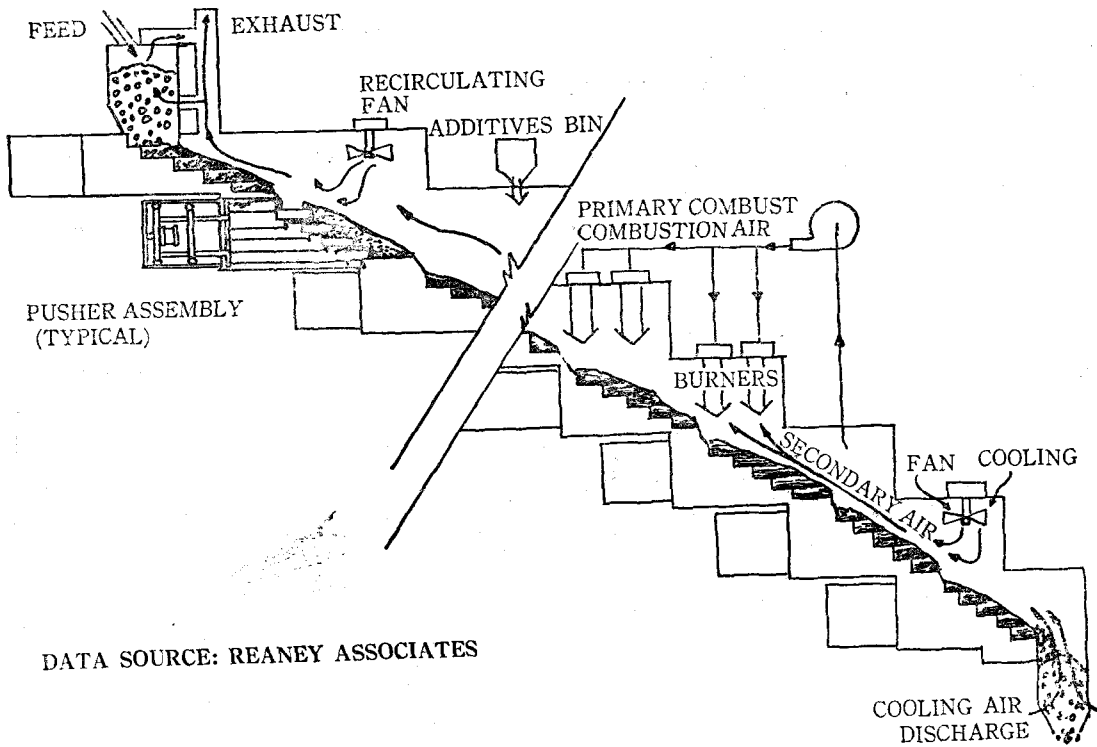 FEED
EXHAUST
RECIRCULATING
FAN
ADDITIVES BIN
PRIMARY COMBUST
COMBUSTION AIR
PUSHER ASSEMBLY
(TYPICAL)
BURNERS
SECONDARY AIR
FAN
COOLING
DATA SOURCE: REANEY ASSOCIATES
COOLING AIR
DISCHARGE